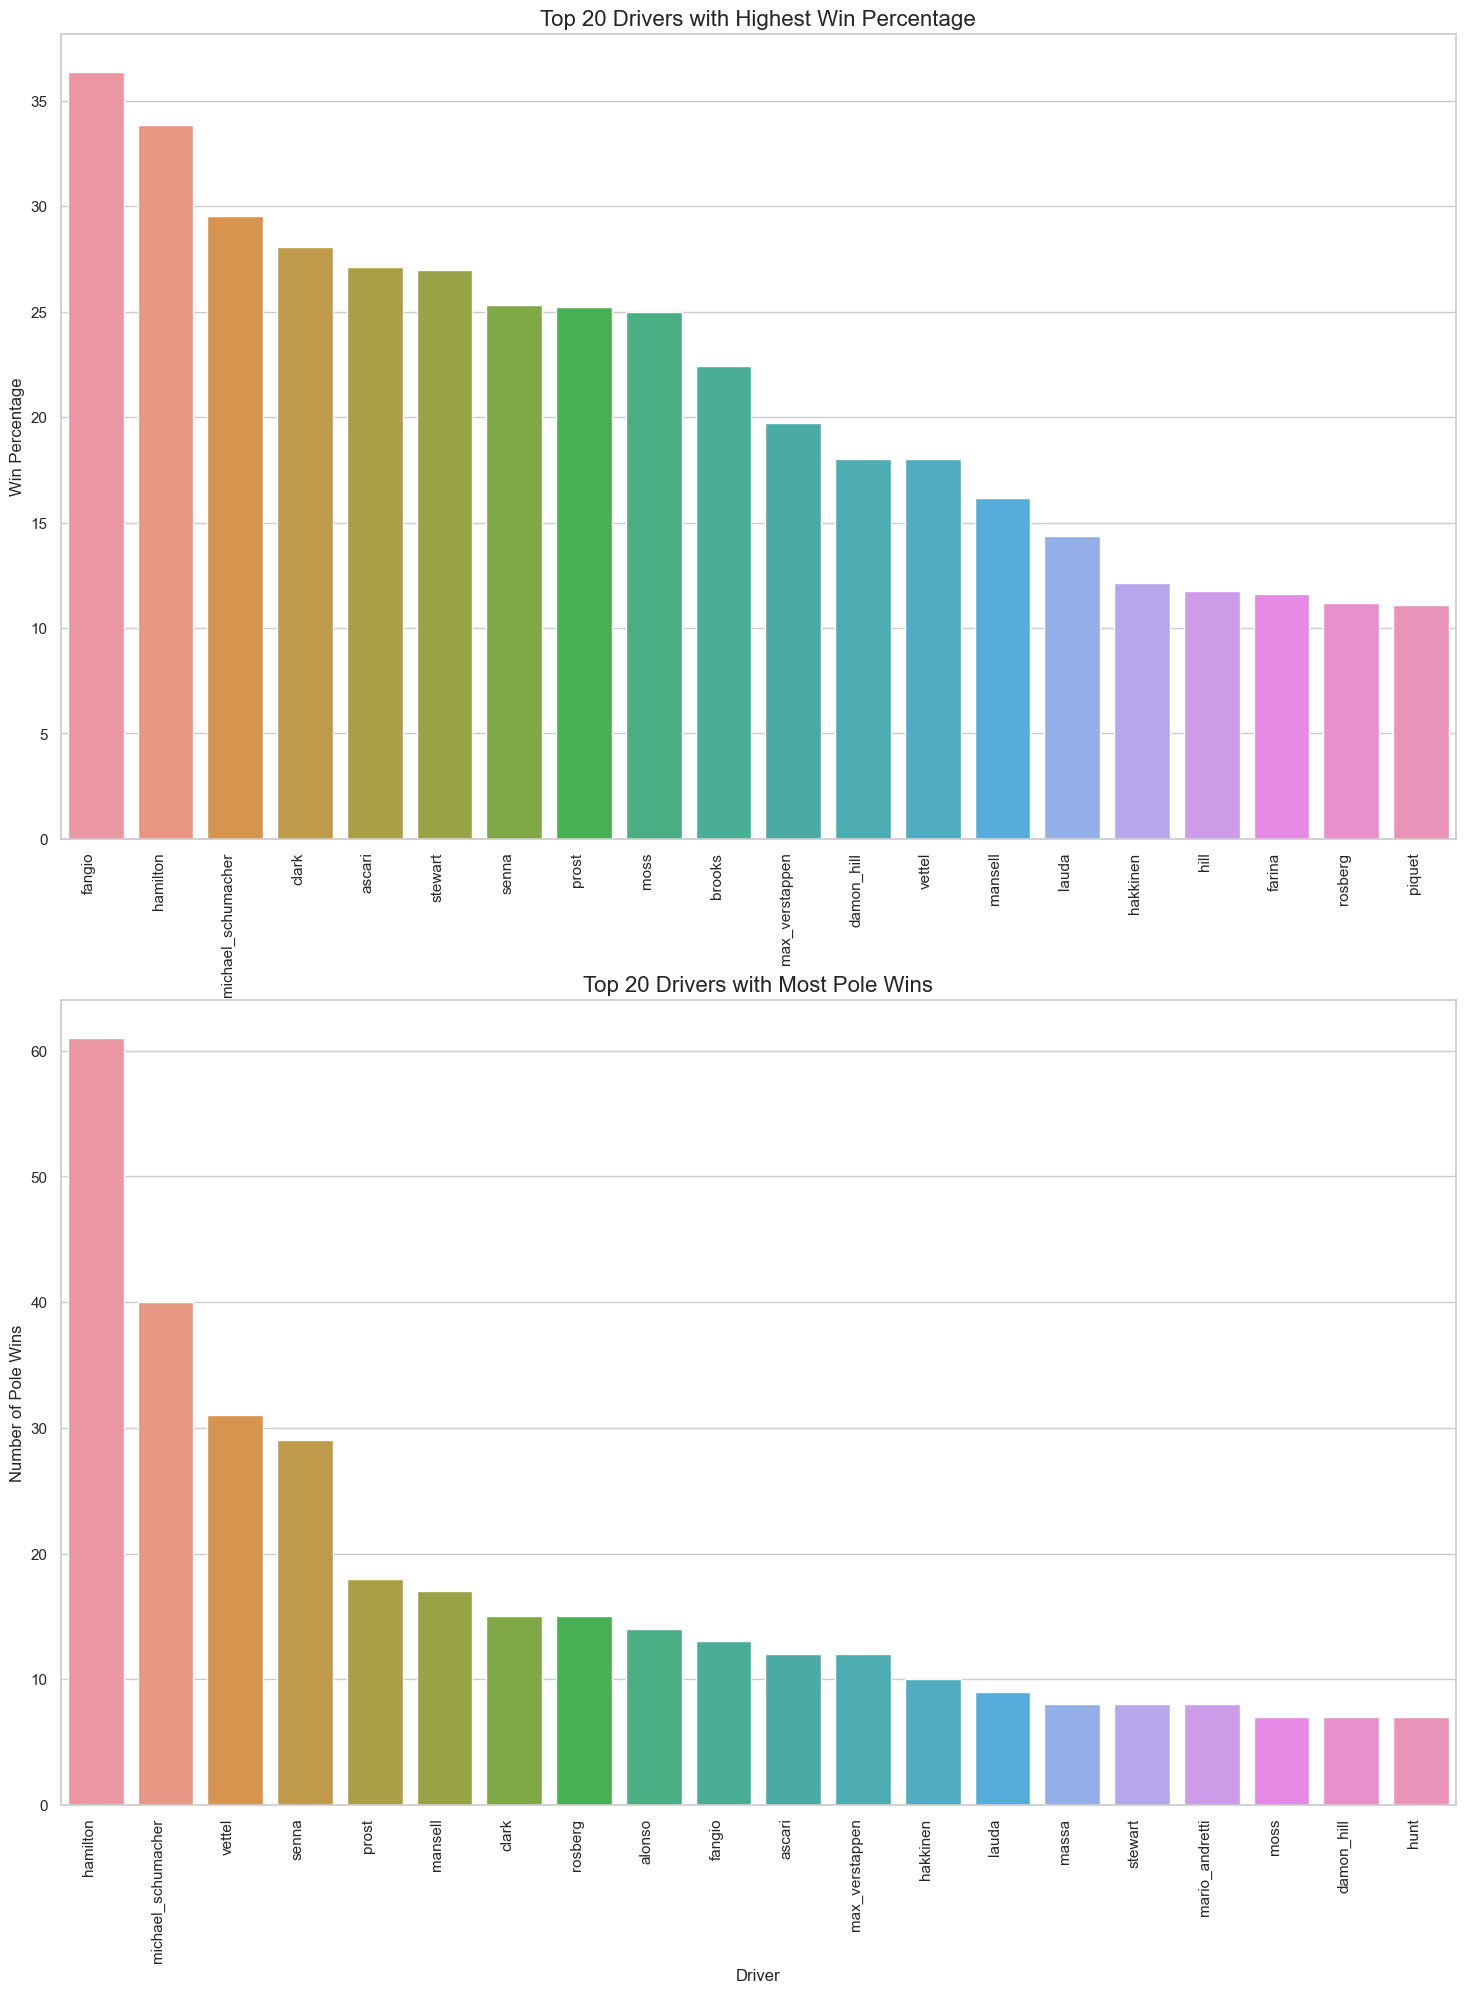 Top 20 Drivers with Highest Win Percentage
Win Percentage
35
30
25
20
15
10
5
0
fangio
hamilton
michael_schumacher
clark
ascari
stewart
senna
prost
moss
brooks
max_verstappen
damon_hill
vettel
mansell
lauda
hakkinen
hill
farina
rosberg
piquet
Top 20 Drivers with Most Pole Wins
Number of Pole Wins
60
50
40
30
20
10
0
hamilton
michael_schumacher
vettel
senna
prost
mansell
clark
rosberg
alonso
fangio
ascari
max_verstappen
hakkinen
lauda
massa
stewart
mario_andretti
moss
damon_hill
hunt
Driver